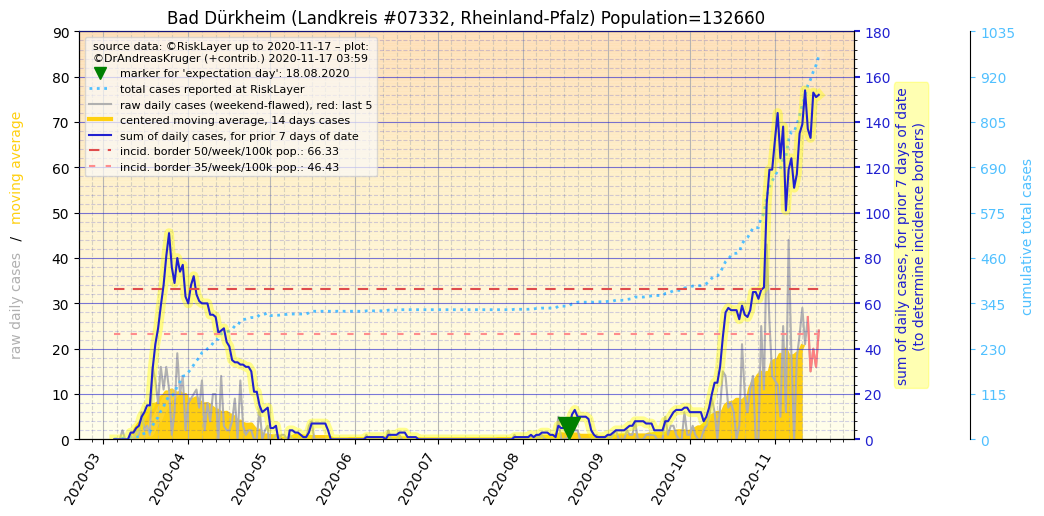 Bad Dürkheim (Landkreis #07332, Rheinland-Pfalz) Population=132660
source data: ©RiskLayer up to 2020-11-17 – plot:
©DrAndreasKruger (+contrib.) 2020-11-17 03:59
marker for 'expectation day': 18.08.2020
total cases reported at RiskLayer
raw daily cases (weekend-flawed), red: last 5
centered moving average, 14 days cases
sum of daily cases, for prior 7 days of date
incid. border 50/week/100k pop.: 66.33
incid. border 35/week/100k pop.: 46.43
raw daily cases / moving average
90
80
70
60
50
40
30
20
10
0
2020-03
2020-04
2020-05
2020-06
2020-07
2020-08
2020-09
2020-10
2020-11
180
160
140
120
100
80
60
40
20
0
sum of daily cases, for prior 7 days of date
(to determine incidence borders)
1035
920
805
690
575
460
345
230
115
0
cumulative total cases